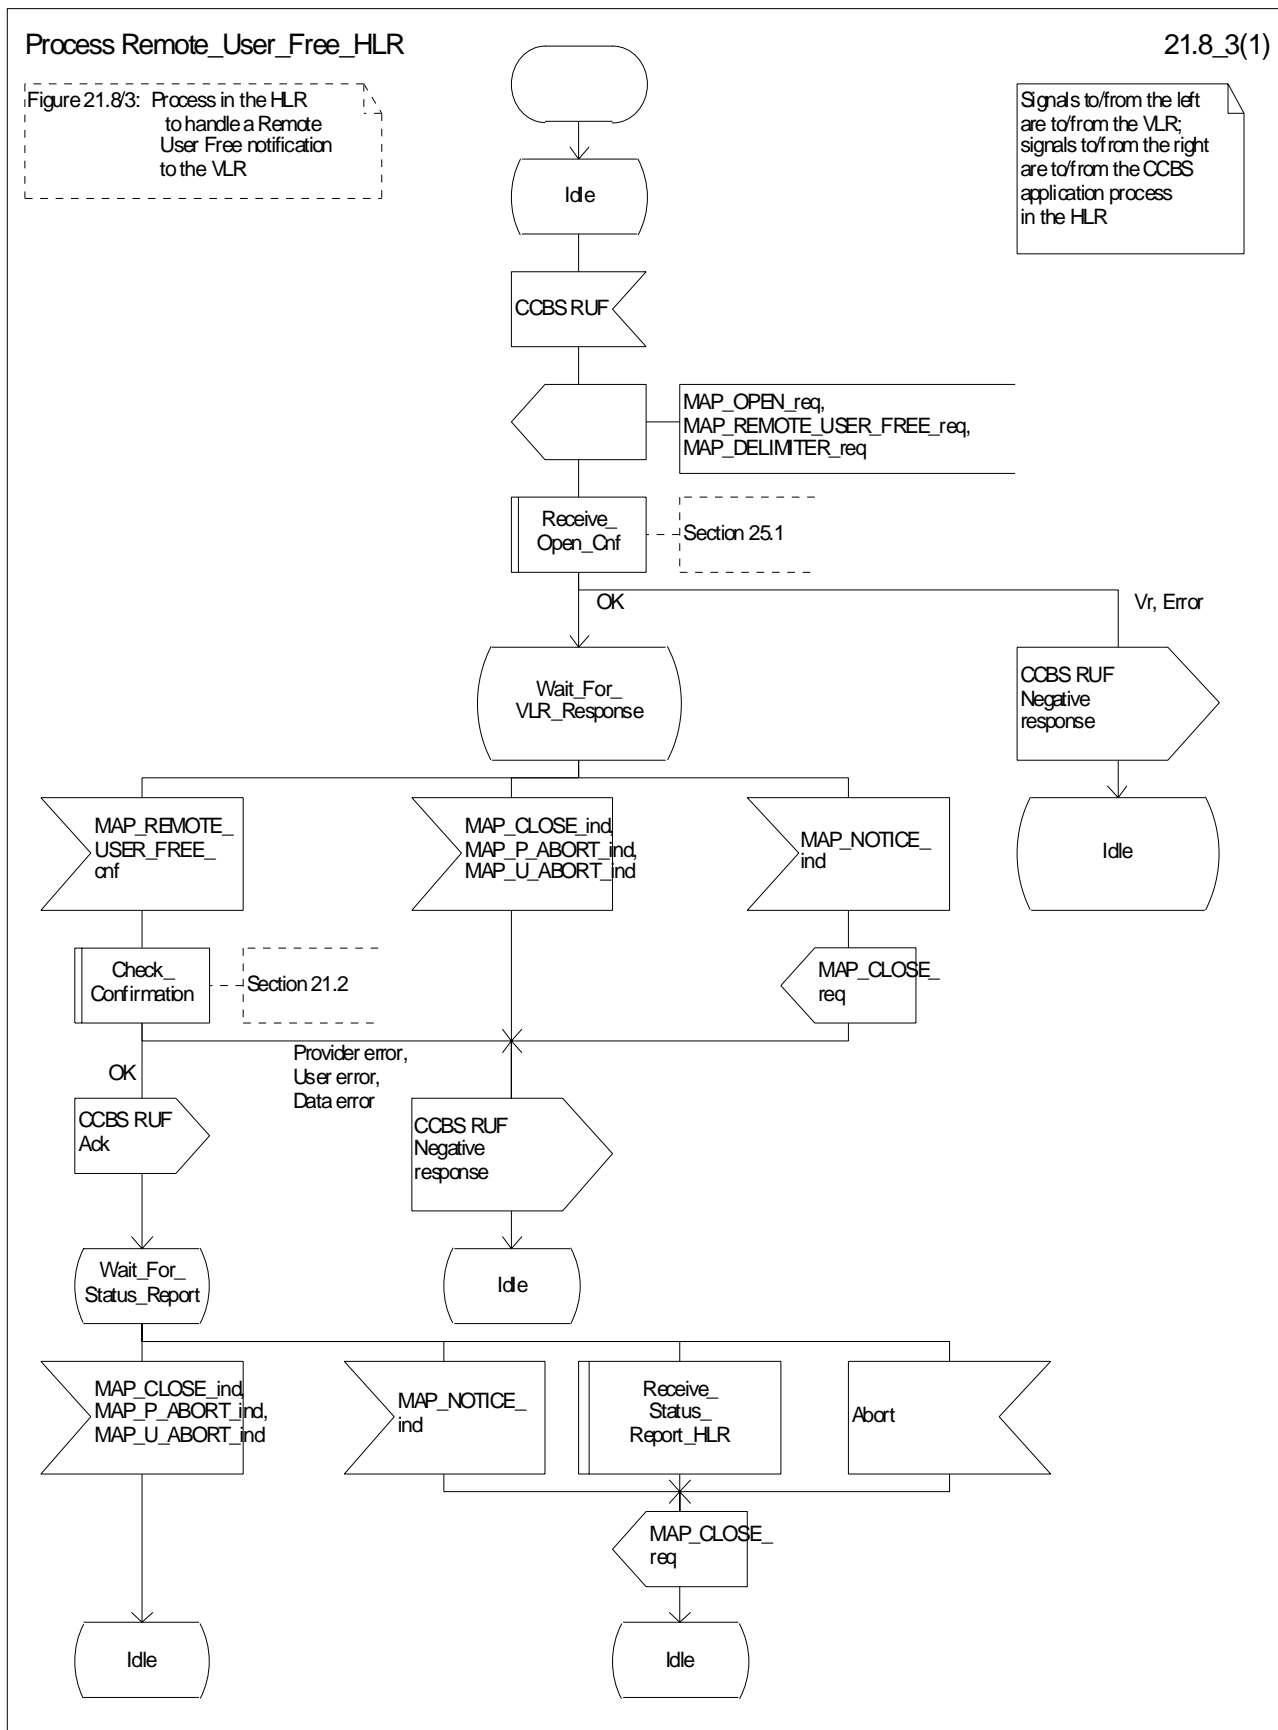 Process Remote_User_Free_HLR
21.8_3(1)
Figure 21.8/3: Process in the HLR
to handle a Remote
User Free notification
to the VLR
Signals to/from the left
are to/from the VLR;
signals to/from the right
are to/from the CCBS
application process
in the HLR
Idle
CCBS RUF
MAP_OPEN_req,
MAP_REMOTE_USER_FREE_req,
MAP_DELIMITER_req
Receive_
Open_Cnf
Section 25.1
OK
Vr, Error
Wait_For_
VLR_Response
CCBS RUF
Negative
response
MAP_REMOTE_
USER_FREE_
cnf
MAP_CLOSE_ind,
MAP_P_ABORT_ind,
MAP_U_ABORT_ind
MAP_NOTICE_
ind
Idle
Check_
Confirmation
Section 21.2
MAP_CLOSE_
req
OK
Provider error,
User error,
Data error
CCBS RUF
Ack
CCBS RUF
Negative
response
Wait_For_
Status_Report
Idle
MAP_CLOSE_ind,
MAP_P_ABORT_ind,
MAP_U_ABORT_ind
MAP_NOTICE_
ind
Receive_
Status_
Report_HLR
Abort
MAP_CLOSE_
req
Idle
Idle